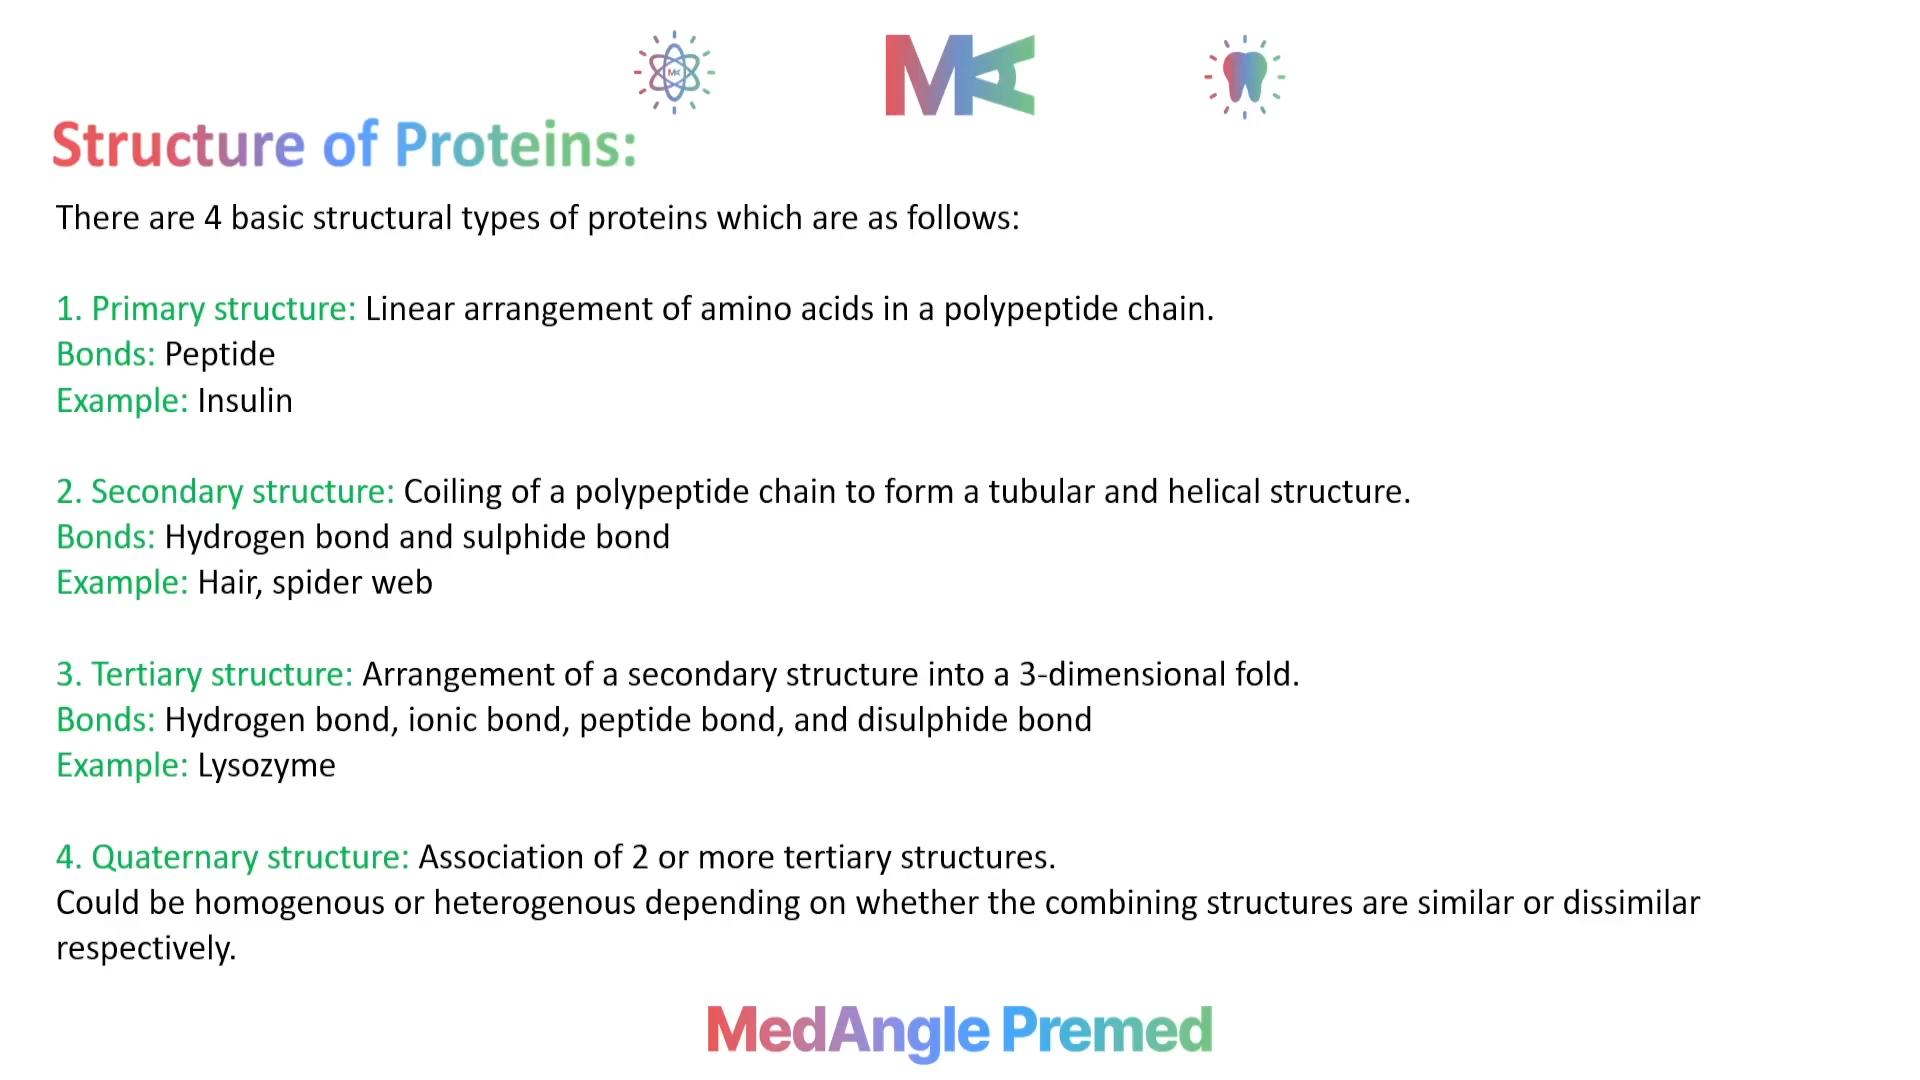 MA
MA
Structure of Proteins:
There are 4 basic structural types of proteins which are as follows:
1. Primary structure: Linear arrangement of amino acids in a polypeptide chain.
Bonds: Peptide
Example: Insulin
2. Secondary structure: Coiling of a polypeptide chain to form a tubular and helical structure.
Bonds: Hydrogen bond and sulphide bond
Example: Hair, spider web
3. Tertiary structure: Arrangement of a secondary structure into a 3-dimensional fold.
Bonds: Hydrogen bond, ionic bond, peptide bond, and disulphide bond
Example: Lysozyme
4. Quaternary structure: Association of 2 or more tertiary structures.
Could be homogenous or heterogenous depending on whether the combining structures are similar or dissimilar
respectively.
MedAngle Premed